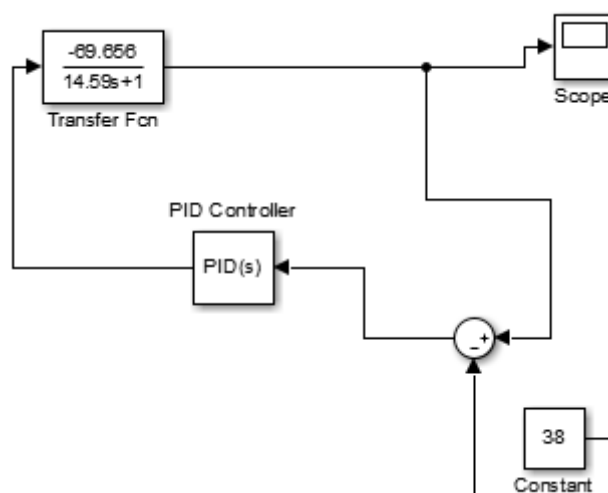 -69.656
14.59s+1
Transfer Fcn
Scope
PID Controller
PID(s)
- +
38
Constant